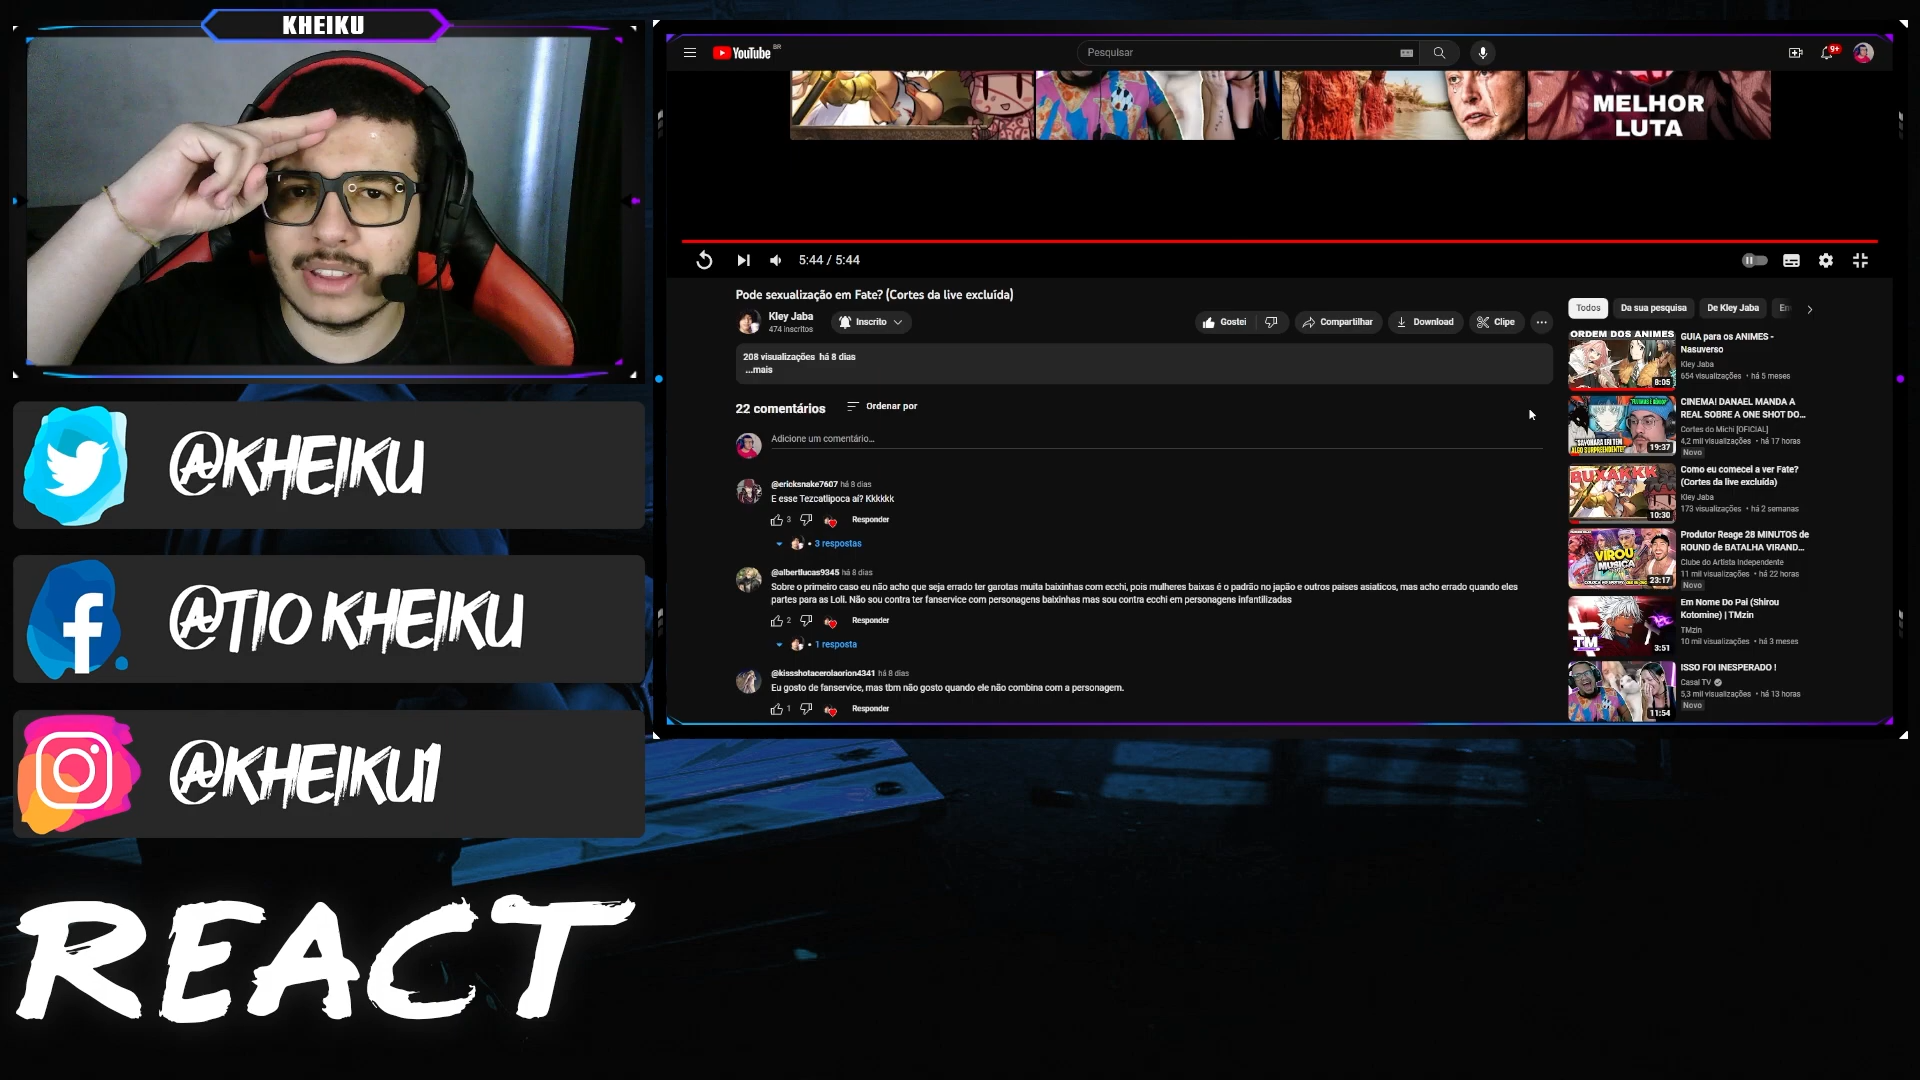 KHEIKU
@KHEIKU
@TIO KHEIKU
@KHEIKU1
REACT
YouTube BR
Pesquisar
9+
MELHOR
LUTA
5:44 / 5:44
Pode sexualização em Fate? (Cortes da live excluída)
Kley Jaba
474 inscritos
Inscrito
Gostei
Compartilhar
Download
Clipe
208 visualizações há 8 dias
...mais
22 comentários
Ordenar por
Adicione um comentário...
@ericksnake7607 há 8 dias
E esse Tezcatlipoca aí? Kkkkkk
3
Responder
3 respostas
@albertlucas9345 há 8 dias
Sobre o primeiro caso eu não acho que seja errado ter garotas muita baixinhas com ecchi, pois mulheres baixas é o padrão no japão e outros paises asiaticos, mas acho errado quando eles
partes para as Loli. Não sou contra ter fanservice com personagens baixinhas mas sou contra ecchi em personagens infantilizadas
2
Responder
1 resposta
@kissshotacerolaorion4341 há 8 dias
Eu gosto de fanservice, mas tbm não gosto quando ele não combina com a personagem.
1
Responder
Todos
Da sua pesquisa
De Kley Jaba
En
ORDEM DOS ANIMES
8:05
GUIA para os ANIMES -
Nasuverso
Kley Jaba
654 visualizações • há 5 meses
19:37
CINEMA! DANAEL MANDA A
REAL SOBRE A ONE SHOT DO...
Cortes do Michi [OFICIAL]
4,2 mil visualizações • há 17 horas
Novo
10:30
Como eu comecei a ver Fate?
(Cortes da live excluída)
Kley Jaba
173 visualizações • há 2 semanas
VIROU
MUSICA
23:17
Produtor Reage 28 MINUTOS de
ROUND de BATALHA VIRAND...
Clube do Artista Independente
11 mil visualizações • há 22 horas
Novo
TM
3:51
Em Nome Do Pai (Shirou
Kotomine) | TMzin
TMzin
10 mil visualizações • há 3 meses
11:54
ISSO FOI INESPERADO !
Casal TV
5,3 mil visualizações • há 13 horas
Novo